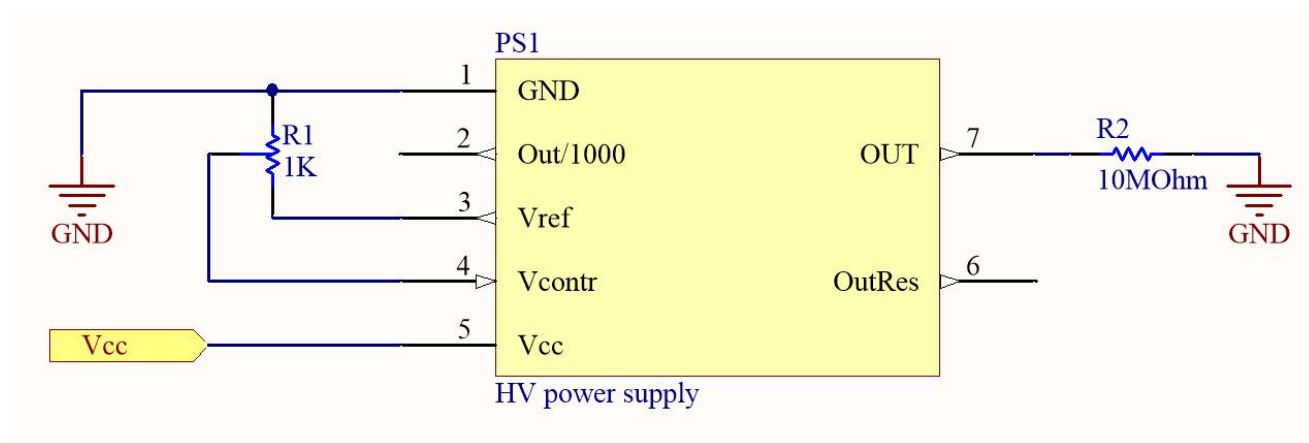 PS1
1
GND
2
Out/1000
3
Vref
4
Vcontr
5
Vcc
R1
1K
GND
Vcc
7
OUT
6
OutRes
R2
10MOhm
GND
HV power supply